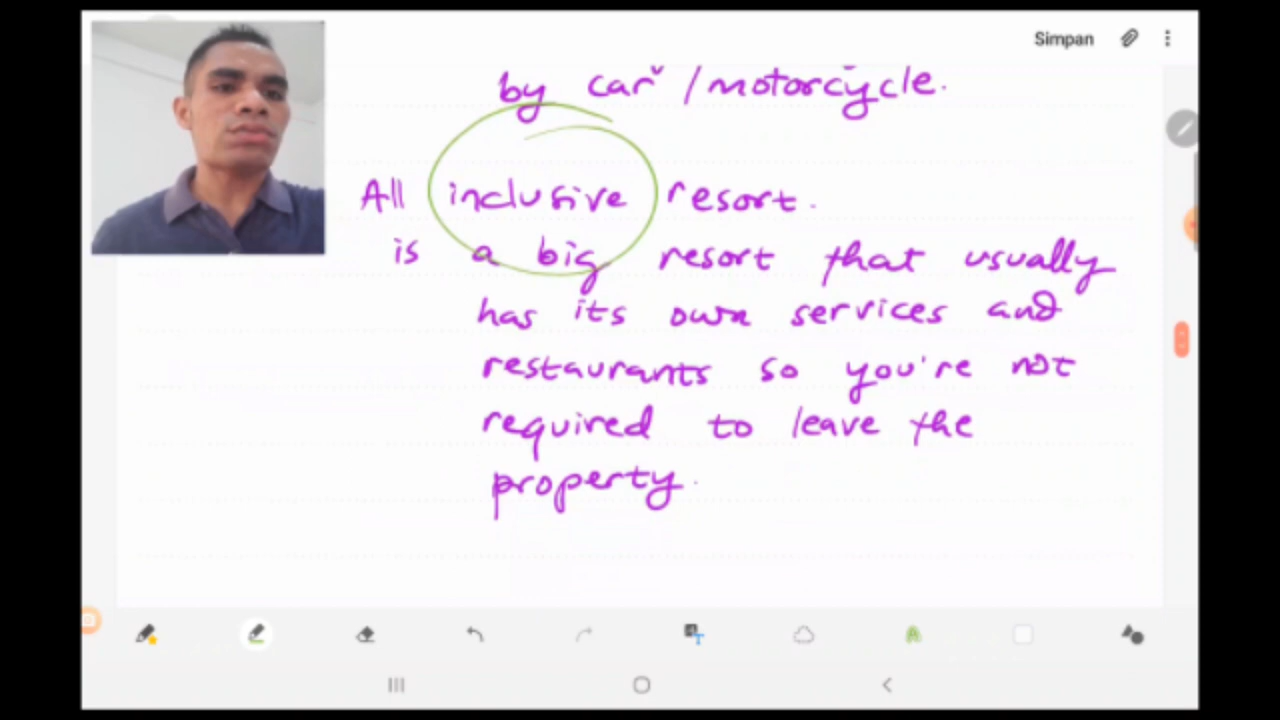 Simpan
by car /motorcycle.
All inclusive resort.
is a big resort that usually
has its own services and
restaurants so you're not
required to leave the
property.